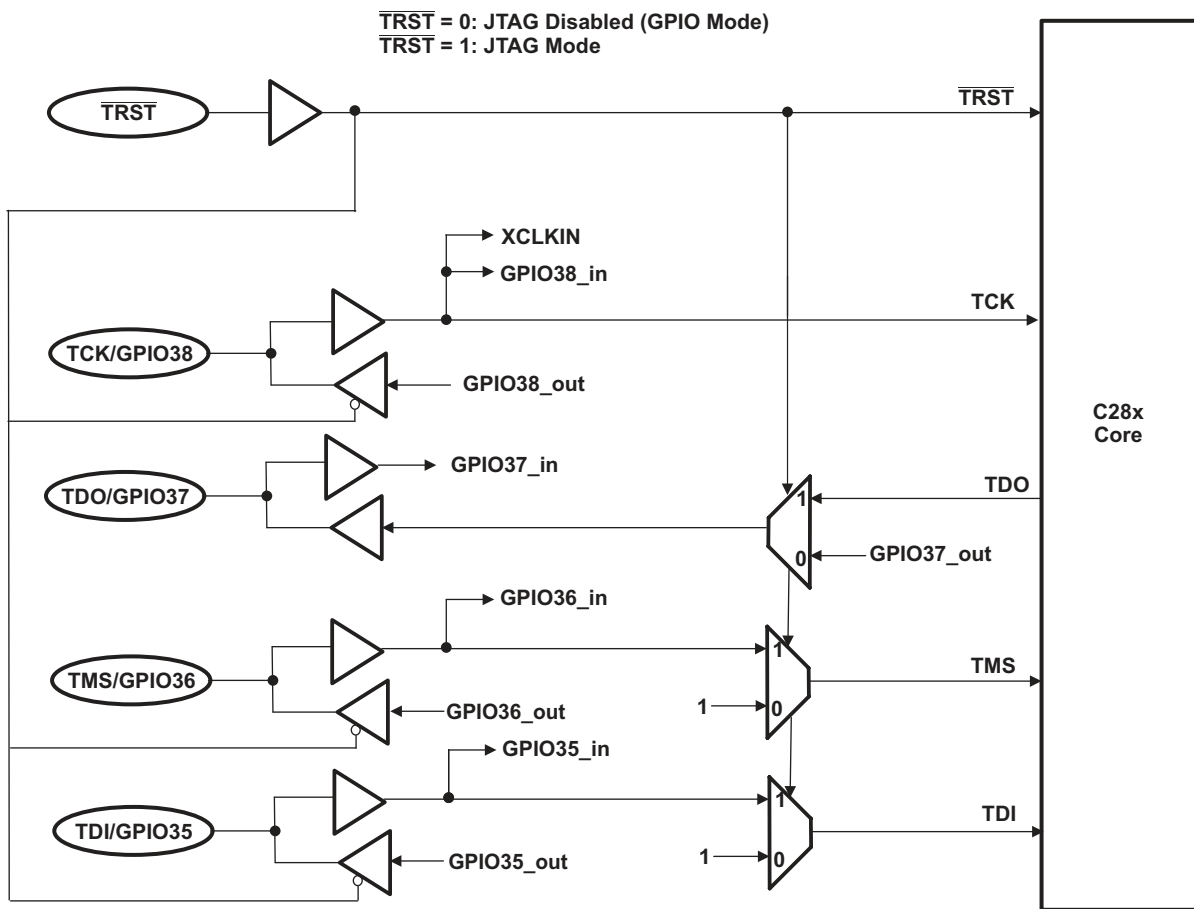 TRST = 0: JTAG Disabled (GPIO Mode)
TRST = 1: JTAG Mode
TRST
TRST
XCLKIN
GPIO38_in
TCK
TCK/GPIO38
GPIO38_out
C28x
Core
GPIO37_in
TDO/GPIO37
TDO
1
0
GPIO37_out
GPIO36_in
1
TMS/GPIO36
TMS
GPIO36_out
1
0
GPIO35_in
1
TDI/GPIO35
TDI
GPIO35_out
1
0